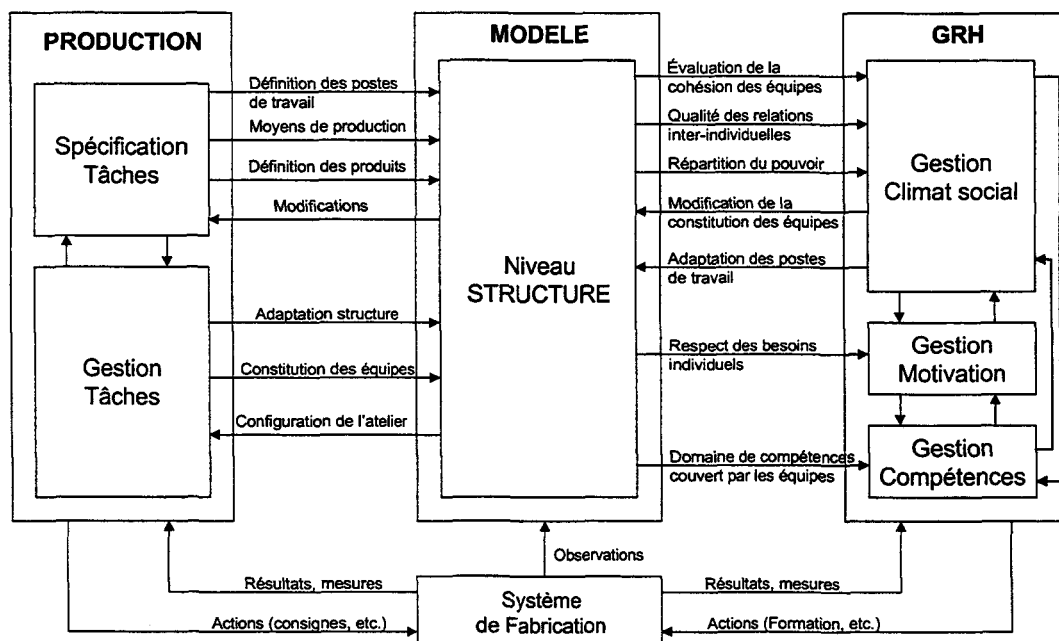 PRODUCTION
Spécification
Tâches
Gestion
Tâches
Définition des postes
de travail
Moyens de production
Définition des produits
Modifications
Adaptation structure
Constitution des équipes
Configuration de l'atelier
MODELE
Niveau
STRUCTURE
Évaluation de la
cohésion des équipes
Qualité des relations
inter-individuelles
Répartition du pouvoir
Modification de la
constitution des équipes
Adaptation des postes
de travail
Respect des besoins
individuels
Domaine de compétences
couvert par les équipes
GRH
Gestion
Climat social
Gestion
Motivation
Gestion
Compétences
Observations
Résultats, mesures
Actions (consignes, etc.)
Système
de Fabrication
Résultats, mesures
Actions (Formation, etc.)